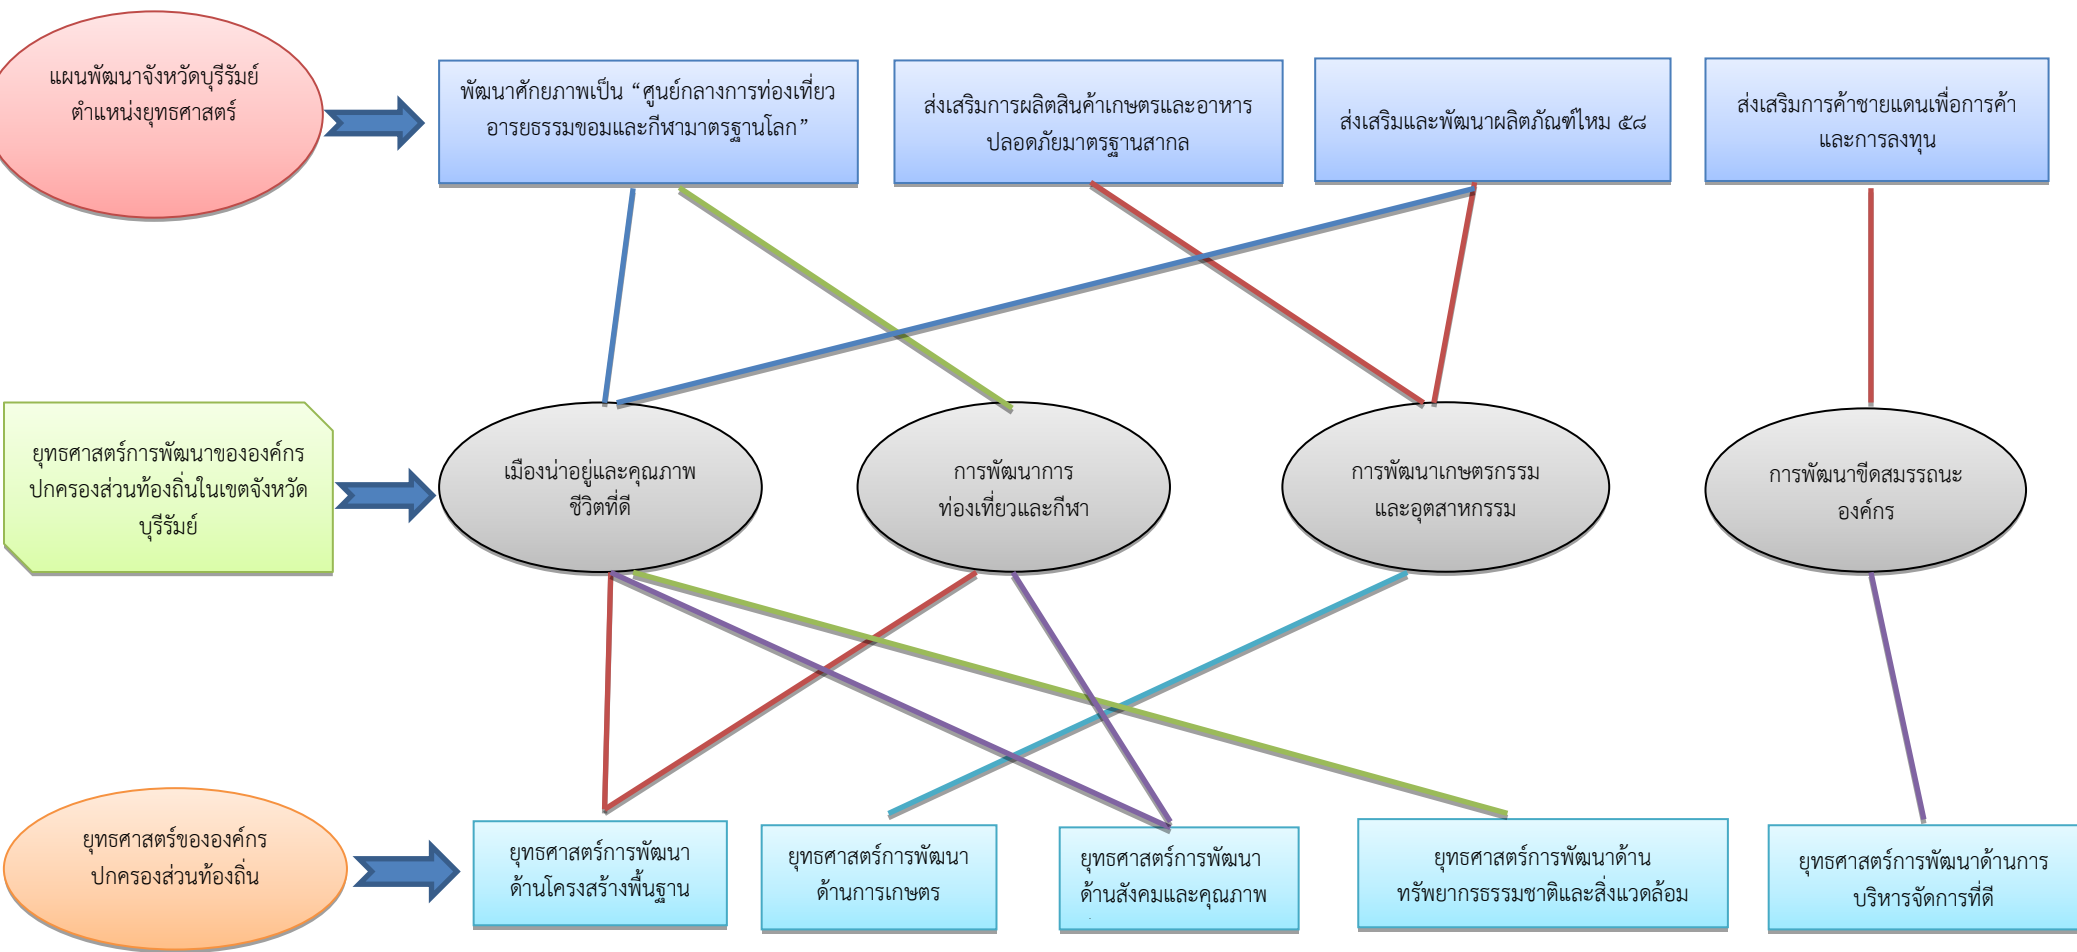 แผนพัฒนาจังหวัดบุรีรัมย์
ตำแหน่งยุทธศาสตร์
พัฒนาศักยภาพเป็น “ศูนย์กลางการท่องเที่ยว
อารยธรรมขอมและกีฬามาตรฐานโลก”
ส่งเสริมการผลิตสินค้าเกษตรและอาหาร
ปลอดภัยมาตรฐานสากล
ส่งเสริมและพัฒนาผลิตภัณฑ์ไหม ๕๘
ส่งเสริมการค้าชายแดนเพื่อการค้า
และการลงทุน
ยุทธศาสตร์การพัฒนาขององค์กร
ปกครองส่วนท้องถิ่นในเขตจังหวัด
บุรีรัมย์
เมืองน่าอยู่และคุณภาพ
ชีวิตที่ดี
การพัฒนาการ
ท่องเที่ยวและกีฬา
การพัฒนาเกษตรกรรม
และอุตสาหกรรม
การพัฒนาขีดสมรรถนะ
องค์กร
ยุทธศาสตร์ขององค์กร
ปกครองส่วนท้องถิ่น
ยุทธศาสตร์การพัฒนา
ด้านโครงสร้างพื้นฐาน
ยุทธศาสตร์การพัฒนา
ด้านการเกษตร
ยุทธศาสตร์การพัฒนา
ด้านสังคมและคุณภาพ
ยุทธศาสตร์การพัฒนาด้าน
ทรัพยากรธรรมชาติและสิ่งแวดล้อม
ยุทธศาสตร์การพัฒนาด้านการ
บริหารจัดการที่ดี